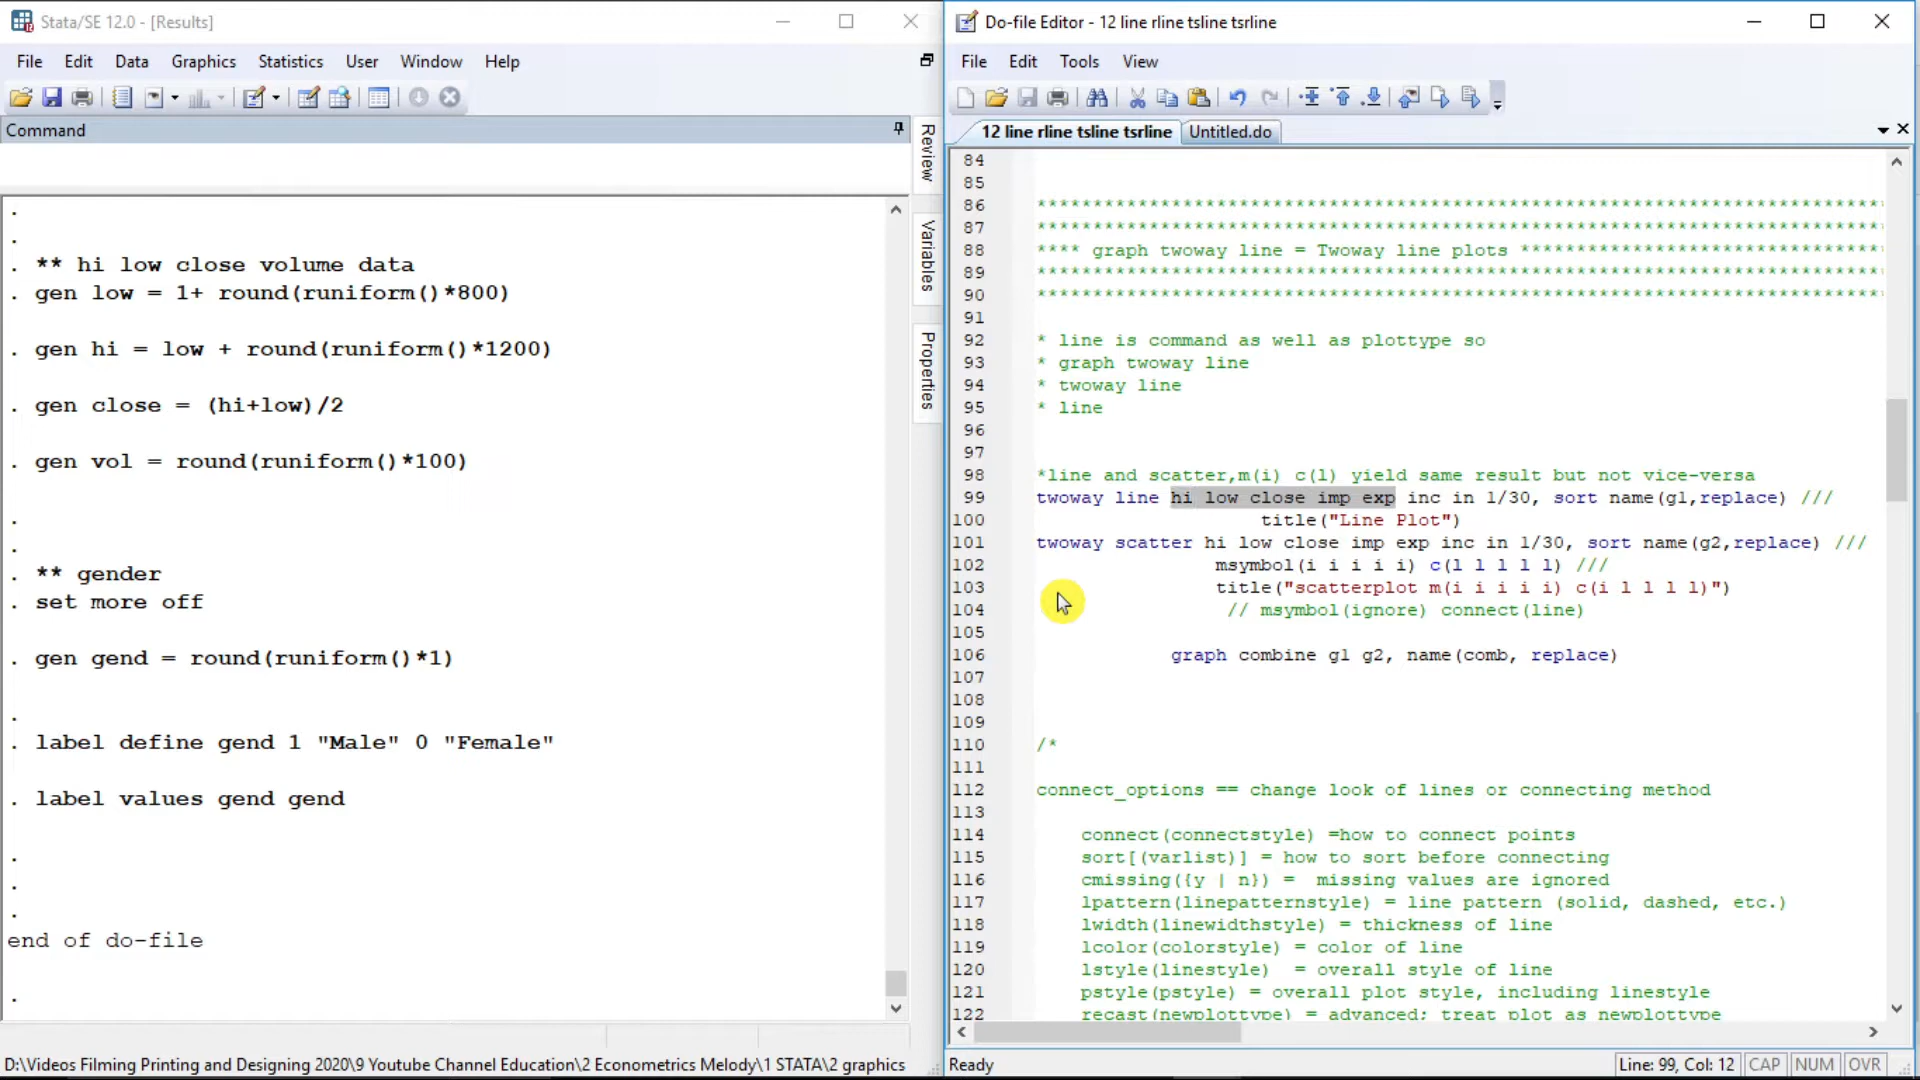 Stata/SE 12.0 - [Results]
File Edit Data Graphics Statistics User Window Help
Command
Review
Variables
Properties
.
.
. ** hi low close volume data
. gen low = 1+ round(runiform()*800)
. gen hi = low + round(runiform()*1200)
. gen close = (hi+low)/2
. gen vol = round(runiform()*100)
.
.
. ** gender
. set more off
. gen gend = round(runiform()*1)
.
. label define gend 1 "Male" 0 "Female"
. label values gend gend
.
.
.
end of do-file
.
D:\Videos Filming Printing and Designing 2020\9 Youtube Channel Education\2 Econometrics Melody\1 STATA\2 graphics
Do-file Editor - 12 line rline tsline tsrline
File Edit Tools View
12 line rline tsline tsrline Untitled.do
84
85
86 ***************************************************************************
87 ***************************************************************************
88 **** graph twoway line = Twoway line plots *********************************
89 ***************************************************************************
90 ***************************************************************************
91
92 * line is command as well as plottype so
93 * graph twoway line
94 * twoway line
95 * line
96
97
98 *line and scatter,m(i) c(l) yield same result but not vice-versa
99 twoway line hi low close imp exp inc in 1/30, sort name(g1,replace) ///
100 title("Line Plot")
101 twoway scatter hi low close imp exp inc in 1/30, sort name(g2,replace) ///
102 msymbol(i i i i i) c(l l l l l) ///
103 title("scatterplot m(i i i i i) c(i l l l l)")
104 // msymbol(ignore) connect(line)
105
106 graph combine g1 g2, name(comb, replace)
107
108
109
110 /*
111
112 connect_options == change look of lines or connecting method
113
114 connect(connectstyle) =how to connect points
115 sort[(varlist)] = how to sort before connecting
116 cmissing({y | n}) = missing values are ignored
117 lpattern(linepatternstyle) = line pattern (solid, dashed, etc.)
118 lwidth(linewidthstyle) = thickness of line
119 lcolor(colorstyle) = color of line
120 lstyle(linestyle) = overall style of line
121 pstyle(pstyle) = overall plot style, including linestyle
122 recast(newplottype) = advanced; treat plot as newplottype
Ready Line: 99, Col: 12 CAP NUM OVR